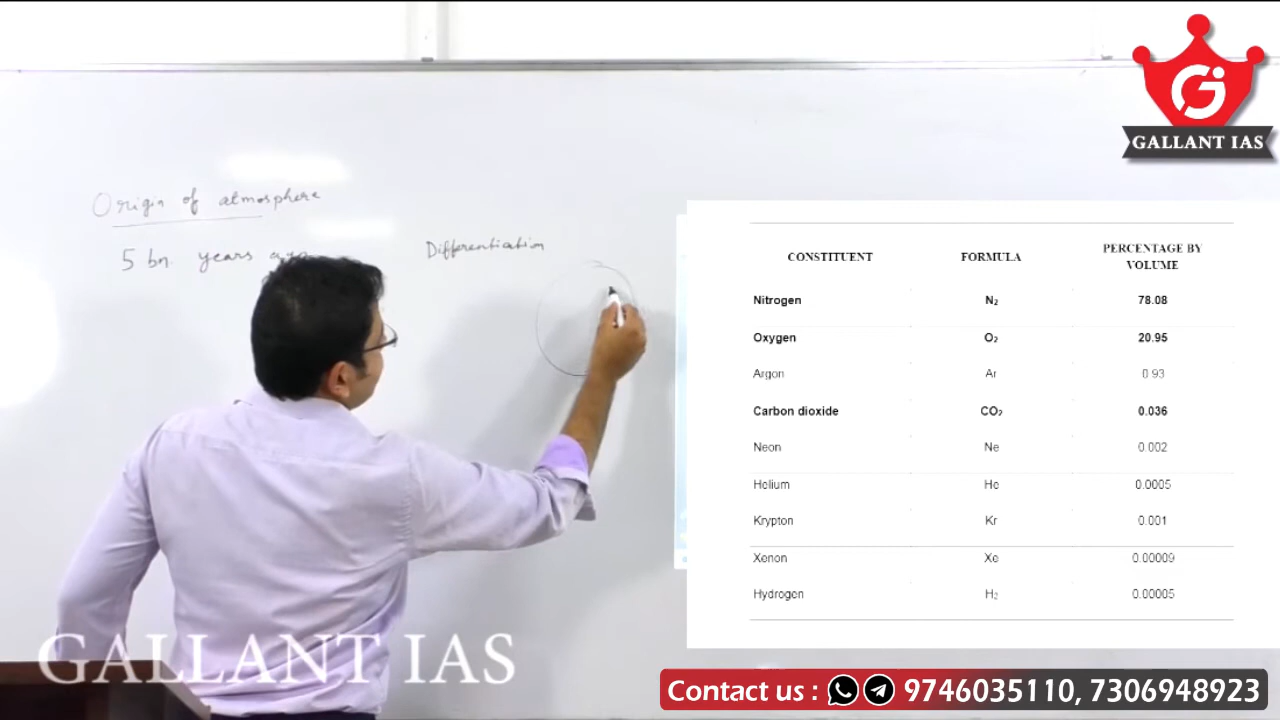 GALLANT IAS
Origin of atmosphere
5 bn. years ago
Differentiation
CONSTITUENT FORMULA PERCENTAGE BY VOLUME
Nitrogen N₂ 78.08
Oxygen O₂ 20.95
Argon Ar 0.93
Carbon dioxide CO₂ 0.036
Neon Ne 0.002
Helium He 0.0005
Krypton Kr 0.001
Xenon Xe 0.00009
Hydrogen H₂ 0.00005
GALLANT IAS
Contact us : 9746035110, 7306948923